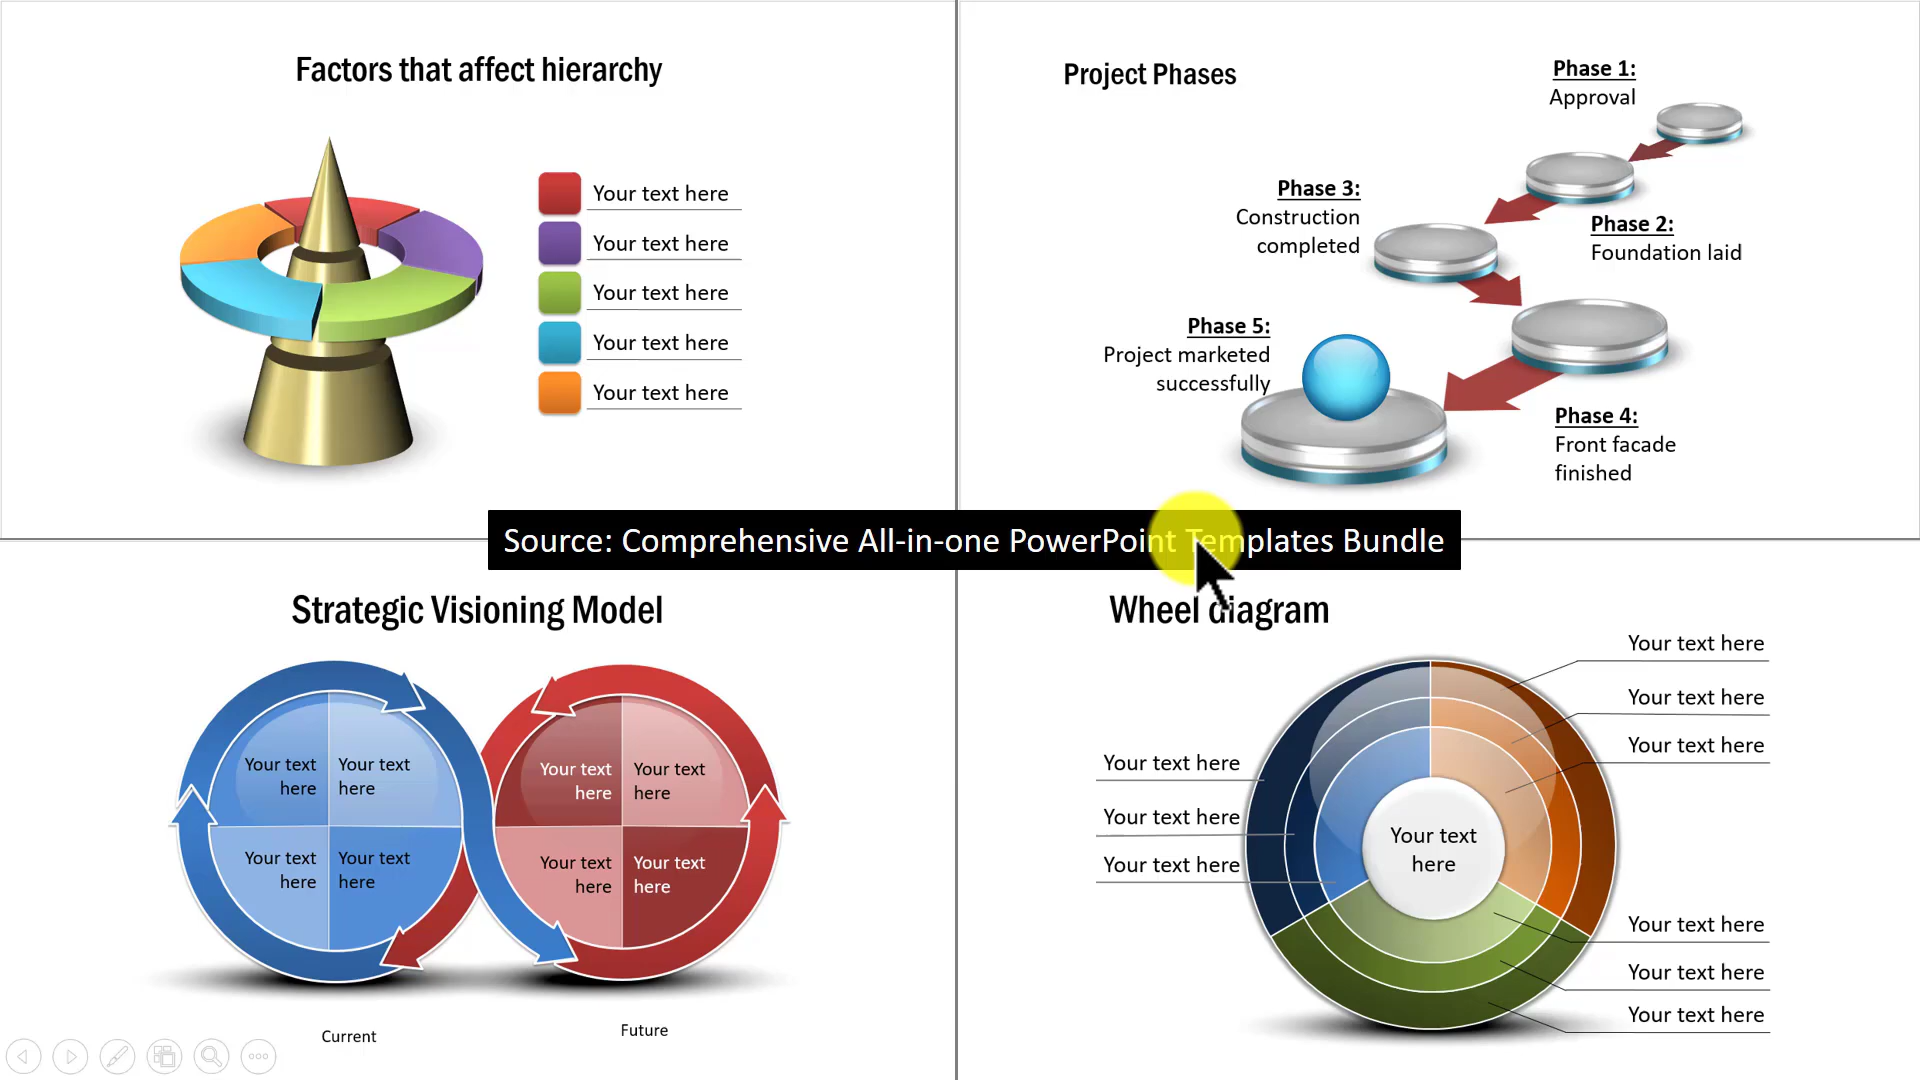 Factors that affect hierarchy
Your text here
Your text here
Your text here
Your text here
Your text here
Project Phases
Phase 1:
Approval
Phase 2:
Foundation laid
Phase 3:
Construction
completed
Phase 4:
Front facade
finished
Phase 5:
Project marketed
successfully
Source: Comprehensive All-in-one PowerPoint Templates Bundle
Strategic Visioning Model
Your text
here
Your text
here
Your text
here
Your text
here
Your text
here
Your text
here
Your text
here
Your text
here
Current
Future
Wheel diagram
Your text here
Your text here
Your text here
Your text here
Your text here
Your text here
Your text
here
Your text here
Your text here
Your text here